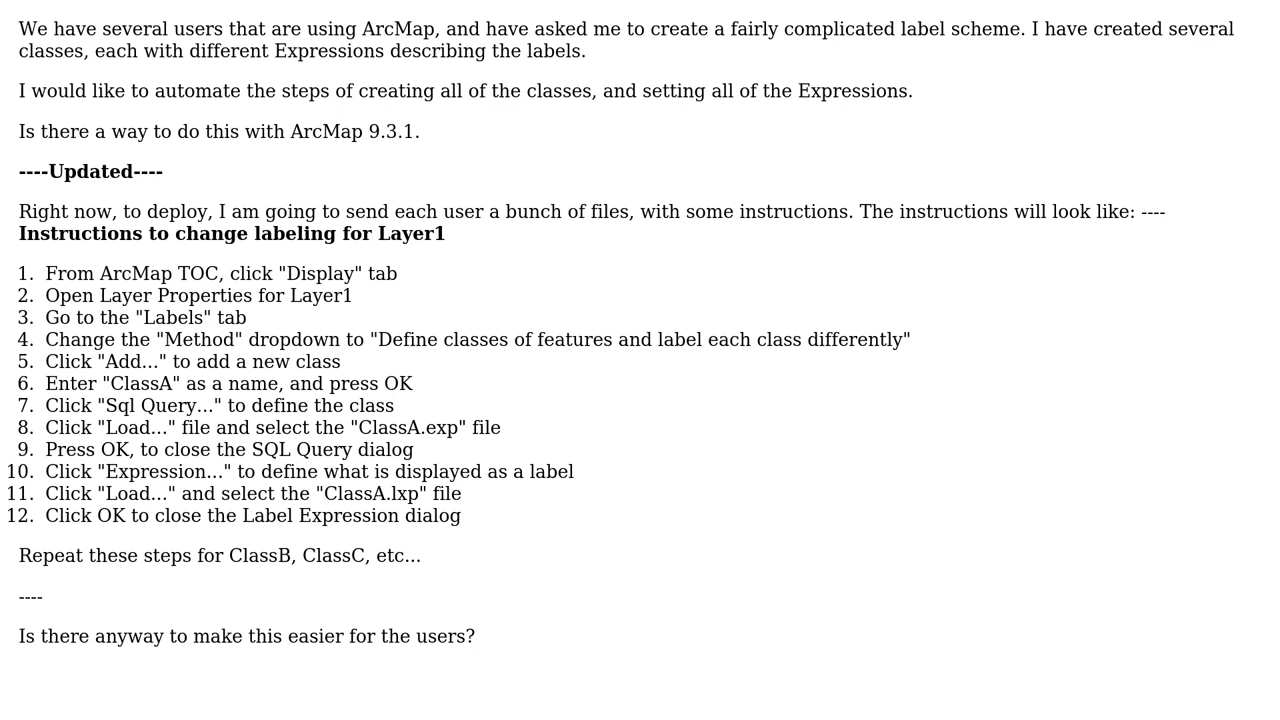 We have several users that are using ArcMap, and have asked me to create a fairly complicated label scheme. I have created several
classes, each with different Expressions describing the labels.
I would like to automate the steps of creating all of the classes, and setting all of the Expressions.
Is there a way to do this with ArcMap 9.3.1.
----Updated----
Right now, to deploy, I am going to send each user a bunch of files, with some instructions. The instructions will look like: ----
Instructions to change labeling for Layer1
1. From ArcMap TOC, click "Display" tab
2. Open Layer Properties for Layer1
3. Go to the "Labels" tab
4. Change the "Method" dropdown to "Define classes of features and label each class differently"
5. Click "Add..." to add a new class
6. Enter "ClassA" as a name, and press OK
7. Click "Sql Query..." to define the class
8. Click "Load..." file and select the "ClassA.exp" file
9. Press OK, to close the SQL Query dialog
10. Click "Expression..." to define what is displayed as a label
11. Click "Load..." and select the "ClassA.lxp" file
12. Click OK to close the Label Expression dialog
Repeat these steps for ClassB, ClassC, etc...
----
Is there anyway to make this easier for the users?